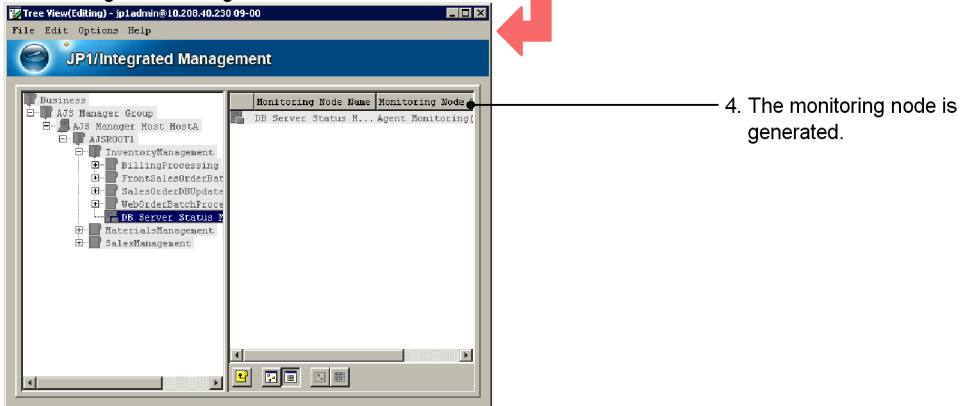 Tree View(Editing) - jp1admin@10.208.40.230 09-00
File Edit Options Help
JP1/Integrated Management
Business
AJS Manager Group
AJS Manager Host HostA
AJSROOT1
InventoryManagement
BillingProcessing
FrontSalesOrderBat
SalesOrderDBUpdate
WebOrderBatchProce
DB Server Status M
MaterialsManagement
SalesManagement
Monitoring Node Name Monitoring Node
DB Server Status M... Agent Monitoring(
4. The monitoring node is
generated.